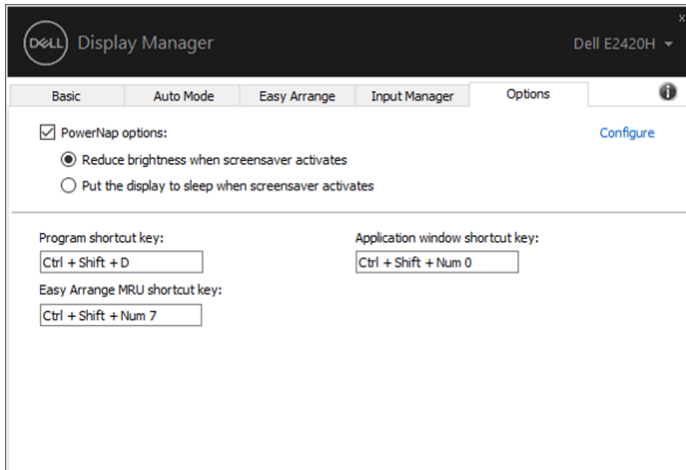 x
DELL Display Manager
Dell E2420H
Basic Auto Mode Easy Arrange Input Manager Options i
PowerNap options: Configure
Reduce brightness when screensaver activates
Put the display to sleep when screensaver activates
Program shortcut key: Application window shortcut key:
Ctrl + Shift + D Ctrl + Shift + Num 0
Easy Arrange MRU shortcut key:
Ctrl + Shift + Num 7